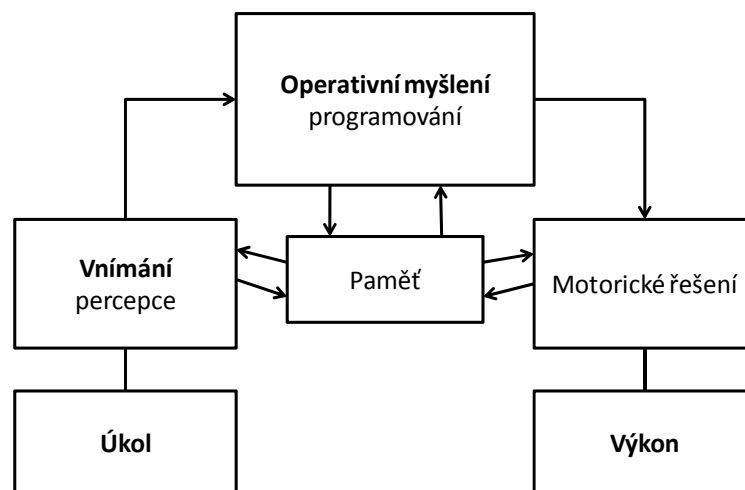 Operativní myšlení
programování
Vnímání
percepce
Paměť
Motorické řešení
Úkol
Výkon